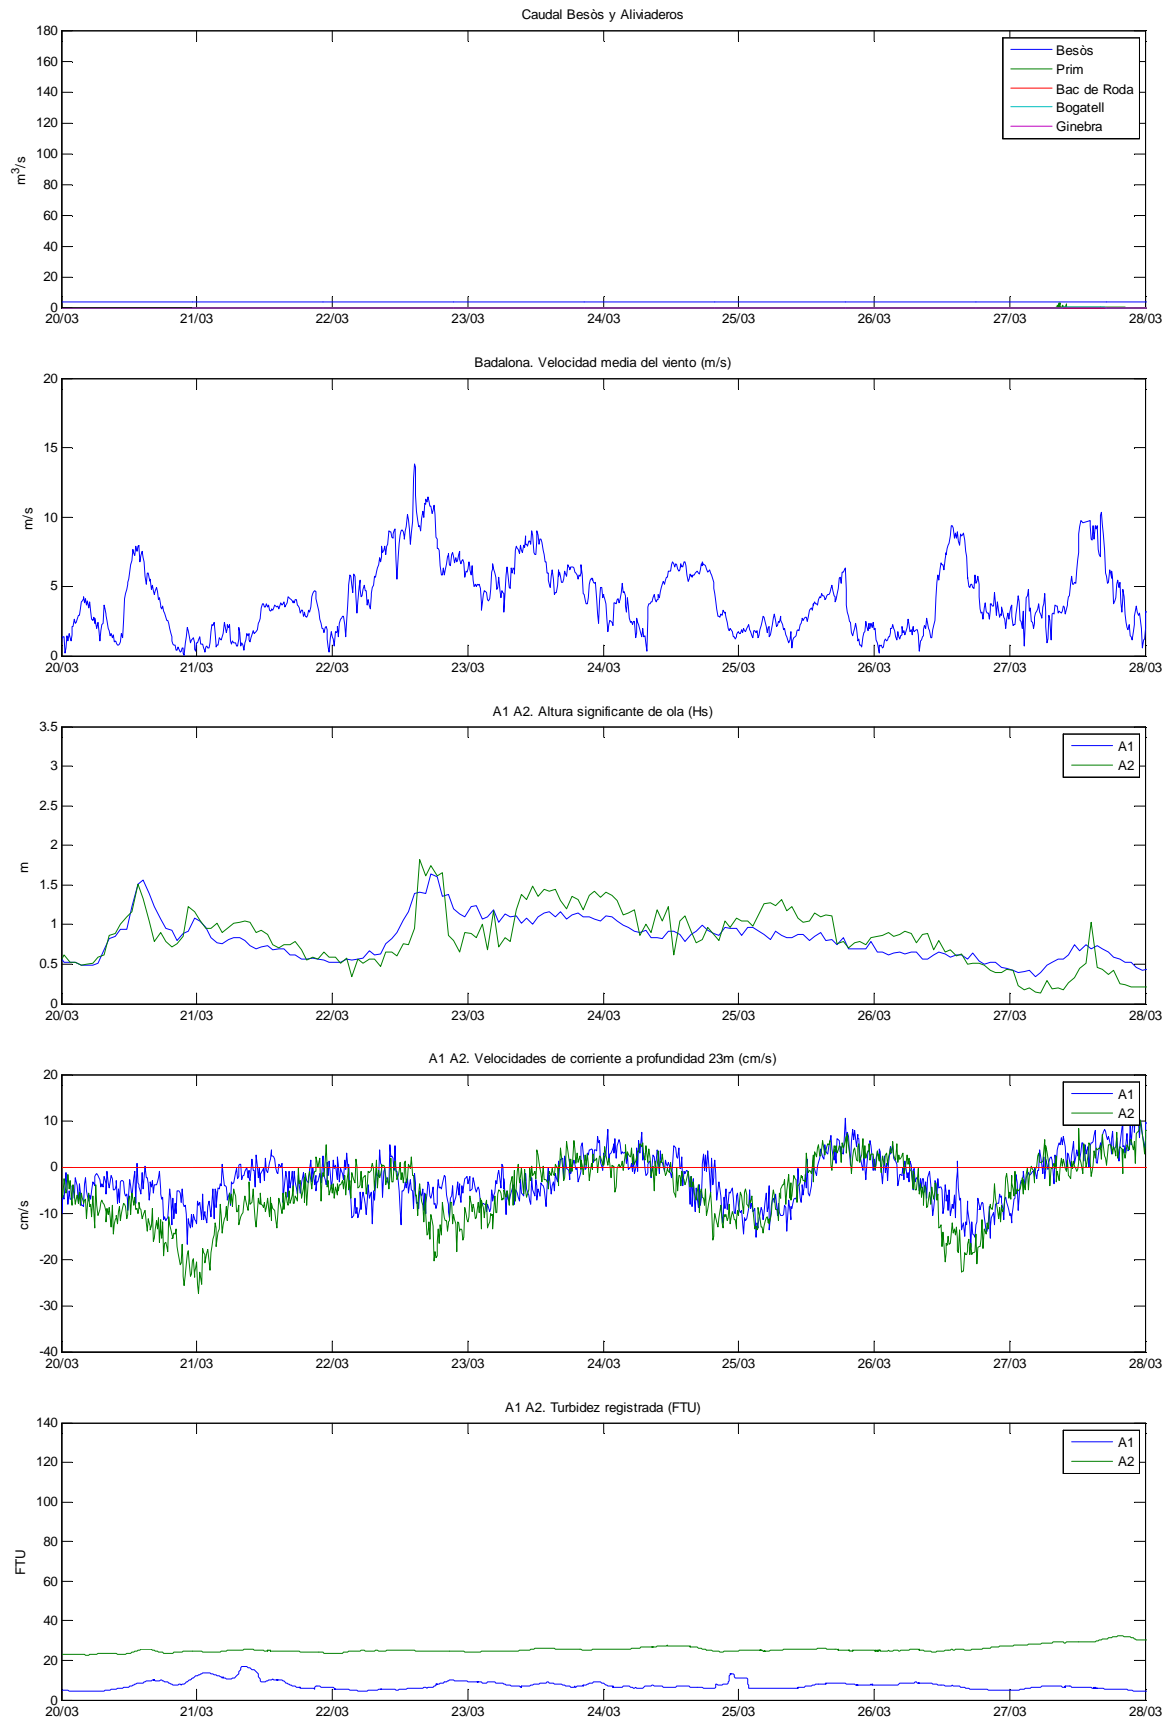 Caudal Besòs y Aliviaderos
180
160
140
120
100
80
60
40
20
0
m³/s
Besòs
Prim
Bac de Roda
Bogatell
Ginebra
20/03 21/03 22/03 23/03 24/03 25/03 26/03 27/03 28/03
Badalona. Velocidad media del viento (m/s)
20
15
10
5
0
m/s
20/03 21/03 22/03 23/03 24/03 25/03 26/03 27/03 28/03
A1 A2. Altura significante de ola (Hs)
3.5
3
2.5
2
1.5
1
0.5
0
m
A1
A2
20/03 21/03 22/03 23/03 24/03 25/03 26/03 27/03 28/03
A1 A2. Velocidades de corriente a profundidad 23m (cm/s)
20
10
0
-10
-20
-30
-40
cm/s
A1
A2
20/03 21/03 22/03 23/03 24/03 25/03 26/03 27/03 28/03
A1 A2. Turbidez registrada (FTU)
140
120
100
80
60
40
20
0
FTU
A1
A2
20/03 21/03 22/03 23/03 24/03 25/03 26/03 27/03 28/03